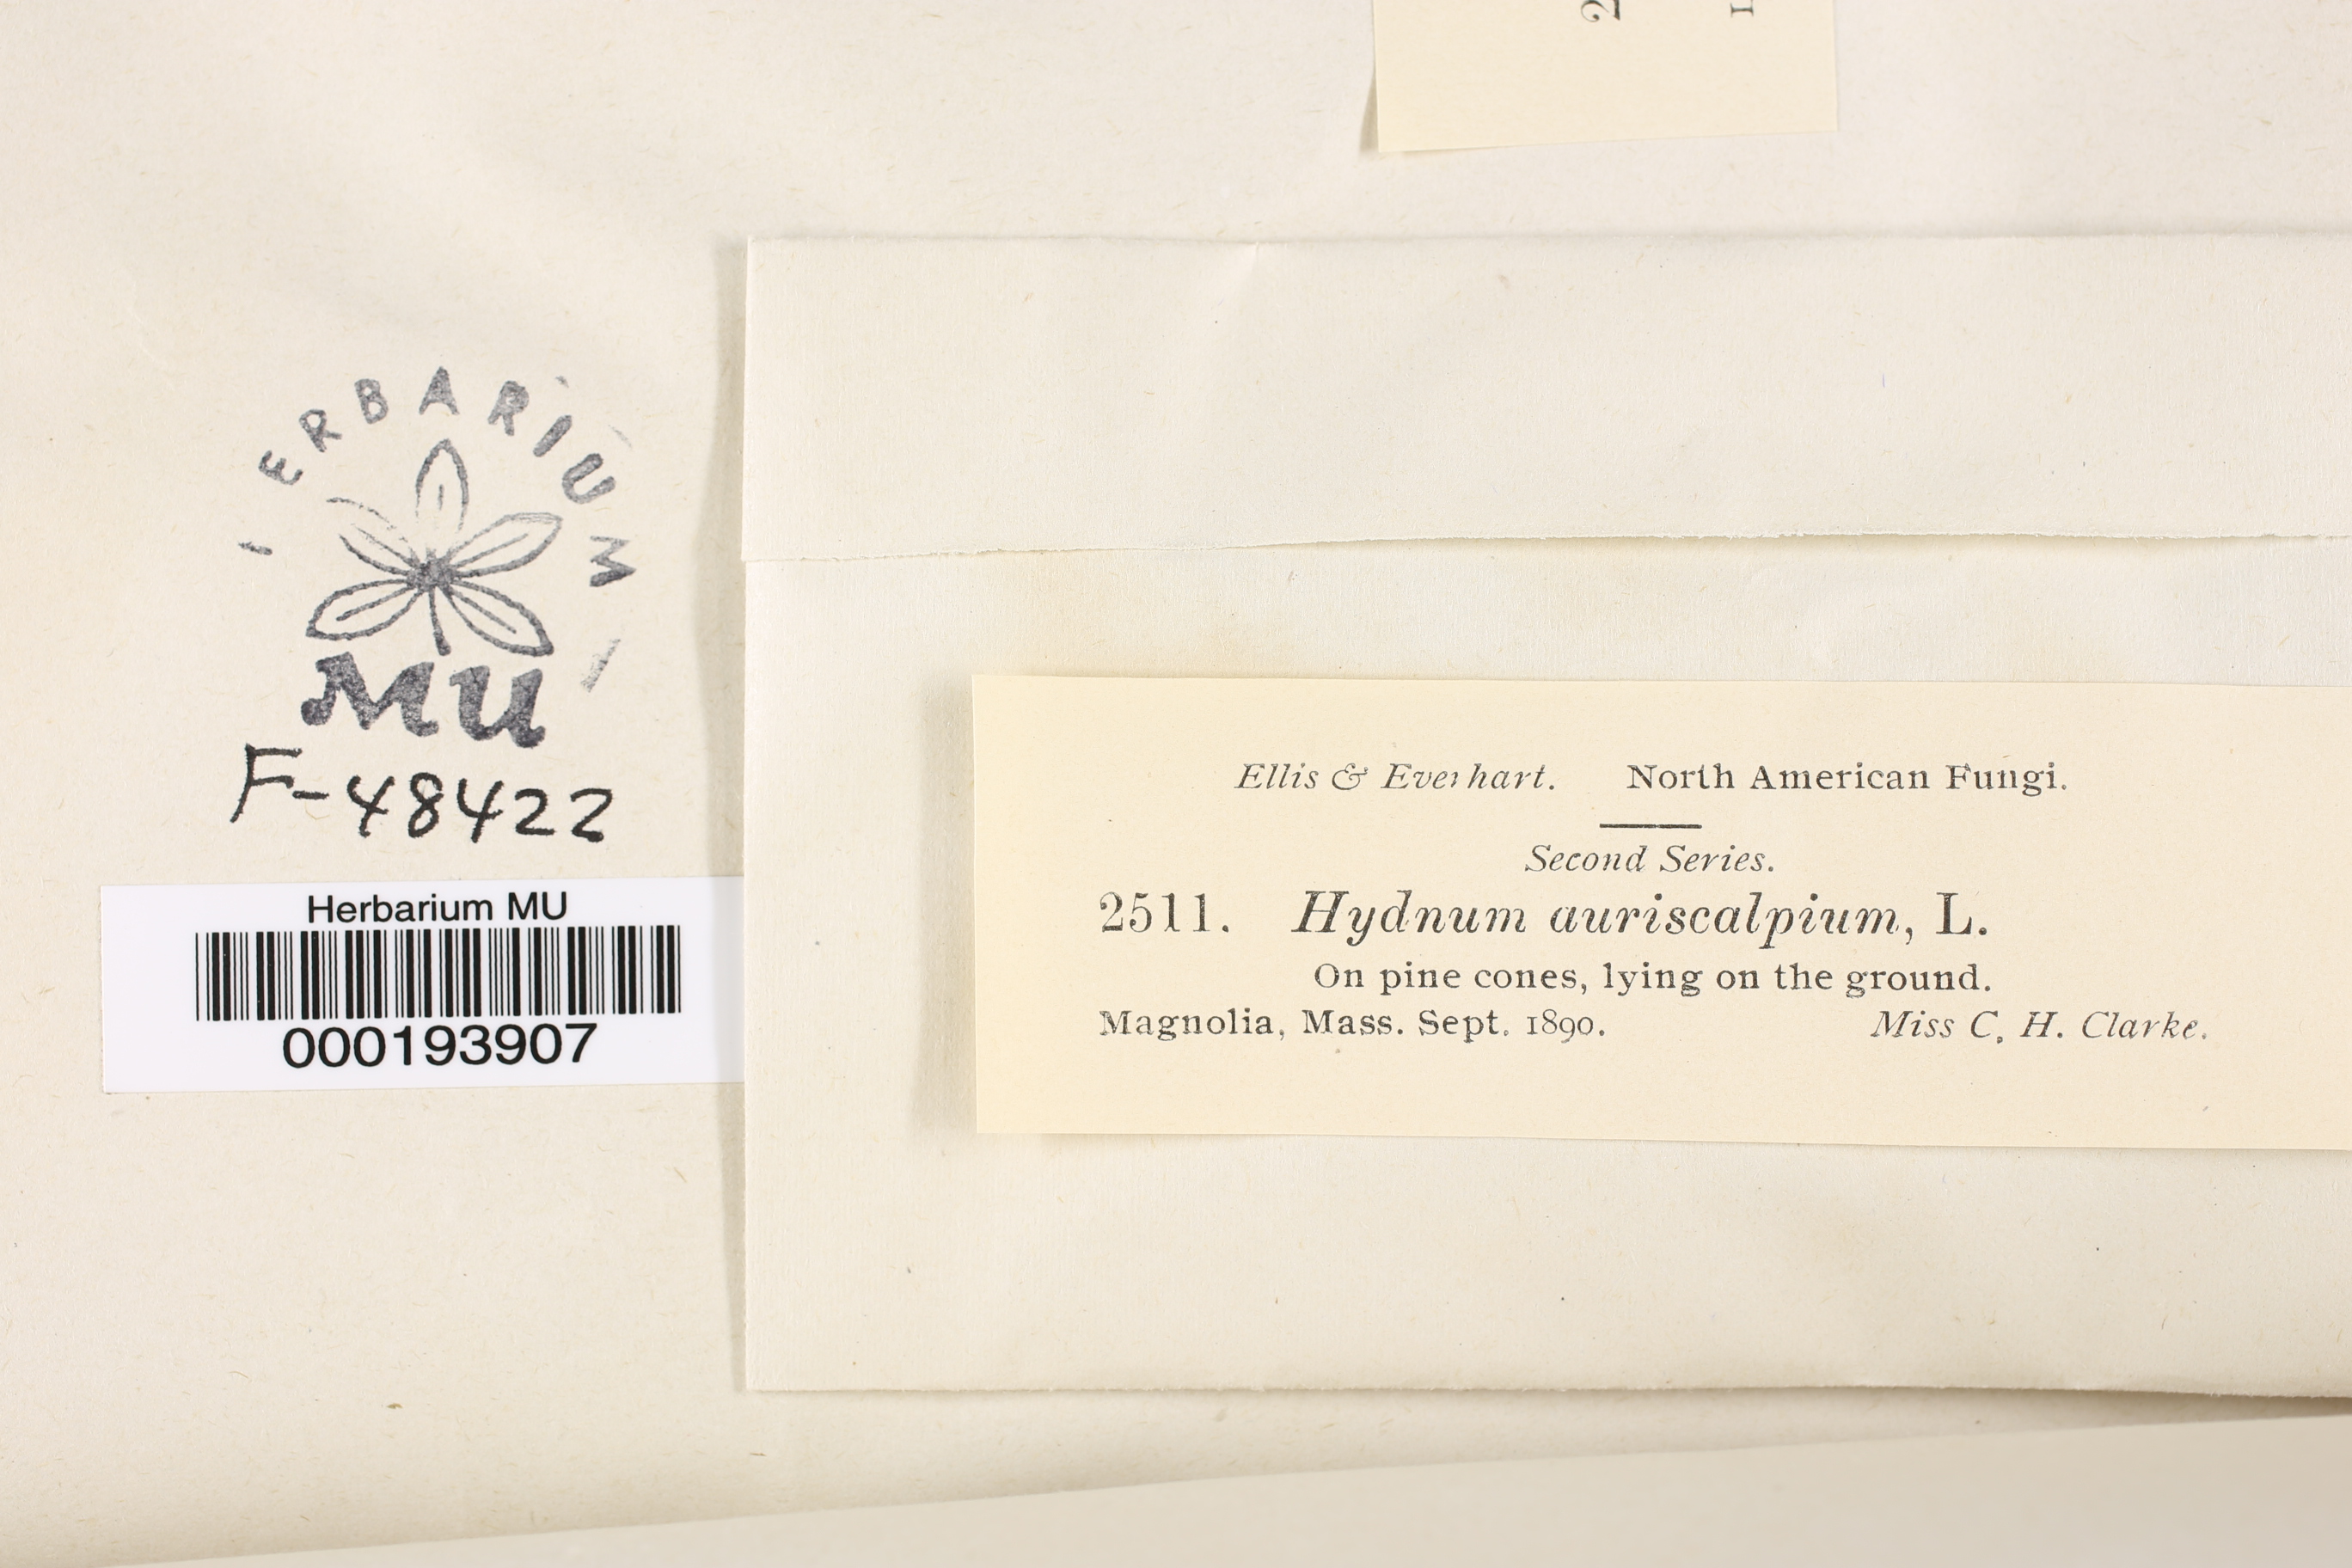 HERBARIUM
MU
F-48422
Herbarium MU
000193907
Ellis & Everhart. North American Fungi.
Second Series.
2511. Hydnum auriscalpium, L.
On pine cones, lying on the ground.
Magnolia, Mass. Sept. 1890. Miss C. H. Clarke.